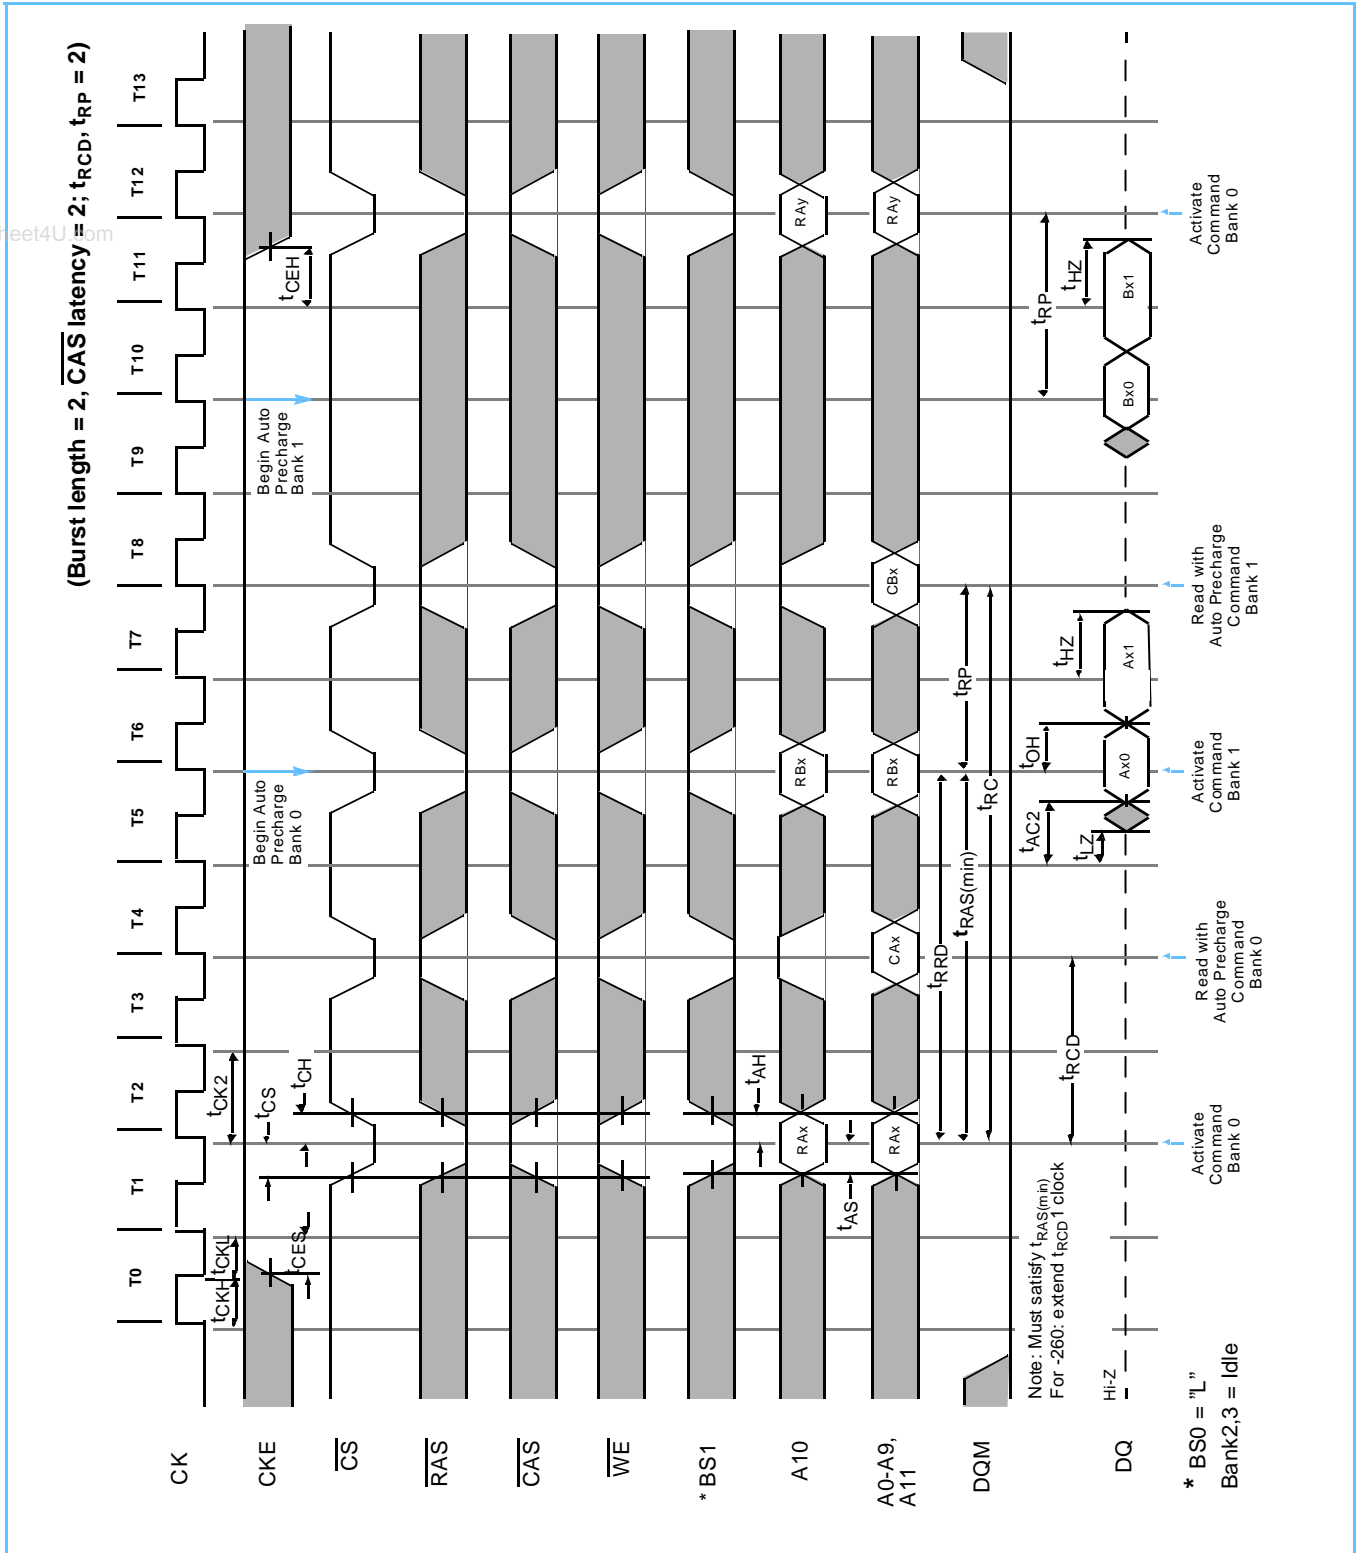 (Burst length = 2, CAS latency = 2; tRCD, tRP = 2)
T0 T1 T2 T3 T4 T5 T6 T7 T8 T9 T10 T11 T12 T13
CK
tCKH tCKL
tCK2
CKE
tCES
tCS
tCH
Begin Auto
Precharge
Bank 0
Begin Auto
Precharge
Bank 1
tCEH
CS
RAS
CAS
WE
* BS1
tAH
A10
RAx RBx RAy
tAS
A0-A9,
A11
RAx CAx RBx CBx RAy
tRRD
tRAS(min)
tRP
tRC
DQM
Note: Must satisfy tRAS(min)
For -260: extend tRCD 1 clock
tRCD
tAC2
tLZ
tOH
tHZ
tRP
tHZ
DQ
Hi-Z
Ax0 Ax1 Bx0 Bx1
Activate
Command
Bank 0
Read with
Auto Precharge
Command
Bank 0
Activate
Command
Bank 1
Read with
Auto Precharge
Command
Bank 1
Activate
Command
Bank 0
* BS0 = ”L”
Bank2,3 = Idle
heet4U.com